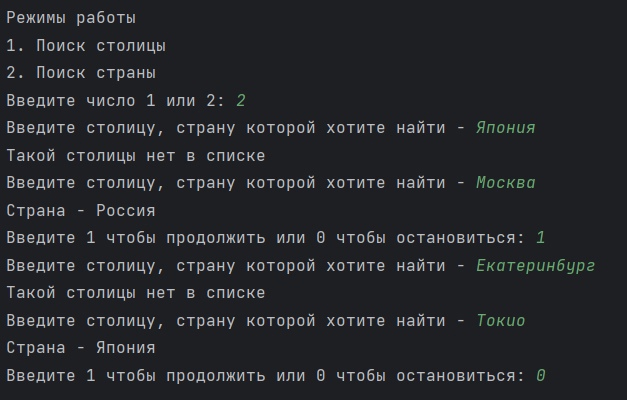 Режимы работы
1. Поиск столицы
2. Поиск страны
Введите число 1 или 2: 2
Введите столицу, страну которой хотите найти - Япония
Такой столицы нет в списке
Введите столицу, страну которой хотите найти - Москва
Страна - Россия
Введите 1 чтобы продолжить или 0 чтобы остановиться: 1
Введите столицу, страну которой хотите найти - Екатеринбург
Такой столицы нет в списке
Введите столицу, страну которой хотите найти - Токио
Страна - Япония
Введите 1 чтобы продолжить или 0 чтобы остановиться: 0